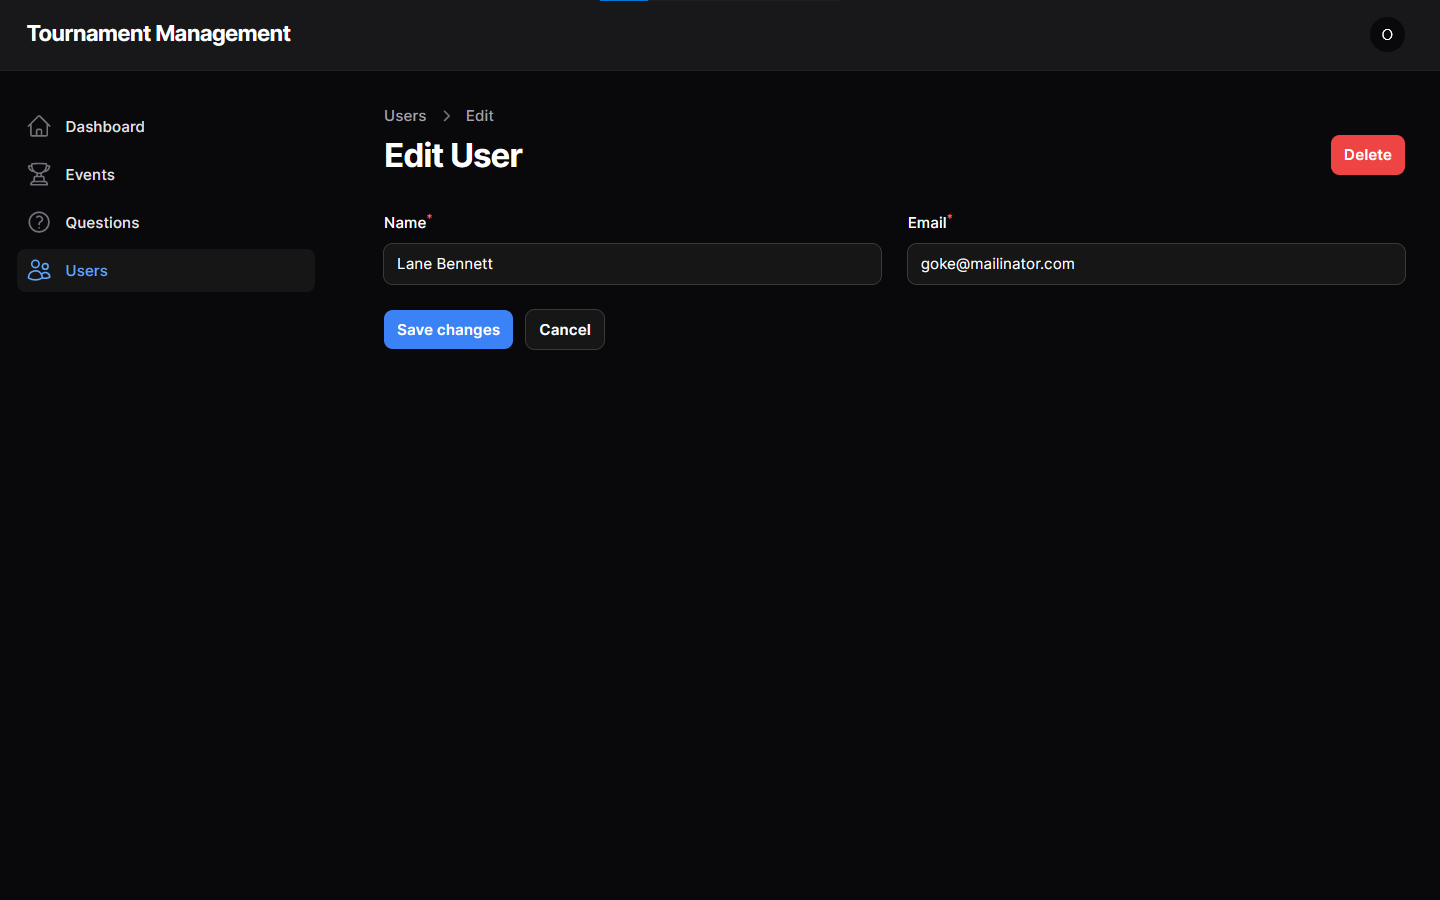 Tournament Management
O
Dashboard
Events
Questions
Users
Users > Edit
Edit User
Delete
Name*
Email*
Lane Bennett
goke@mailinator.com
Save changes
Cancel